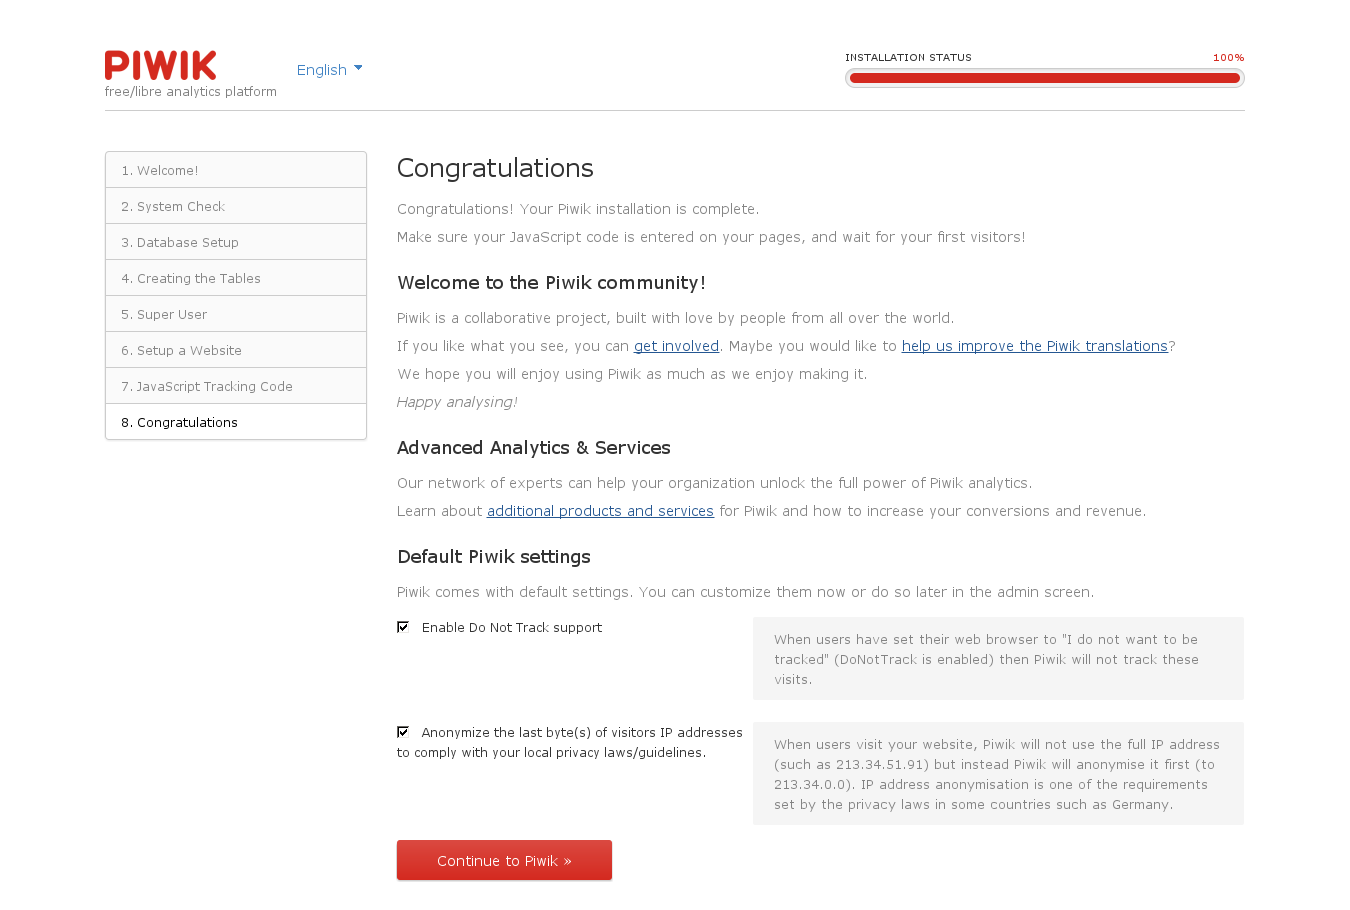 PIWIK
free/libre analytics platform
English
INSTALLATION STATUS
100%
1. Welcome!
2. System Check
3. Database Setup
4. Creating the Tables
5. Super User
6. Setup a Website
7. JavaScript Tracking Code
8. Congratulations
Congratulations
Congratulations! Your Piwik installation is complete.
Make sure your JavaScript code is entered on your pages, and wait for your first visitors!
Welcome to the Piwik community!
Piwik is a collaborative project, built with love by people from all over the world.
If you like what you see, you can get involved. Maybe you would like to help us improve the Piwik translations?
We hope you will enjoy using Piwik as much as we enjoy making it.
Happy analysing!
Advanced Analytics & Services
Our network of experts can help your organization unlock the full power of Piwik analytics.
Learn about additional products and services for Piwik and how to increase your conversions and revenue.
Default Piwik settings
Piwik comes with default settings. You can customize them now or do so later in the admin screen.
Enable Do Not Track support
When users have set their web browser to "I do not want to be
tracked" (DoNotTrack is enabled) then Piwik will not track these
visits.
Anonymize the last byte(s) of visitors IP addresses
to comply with your local privacy laws/guidelines.
When users visit your website, Piwik will not use the full IP address
(such as 213.34.51.91) but instead Piwik will anonymise it first (to
213.34.0.0). IP address anonymisation is one of the requirements
set by the privacy laws in some countries such as Germany.
Continue to Piwik »